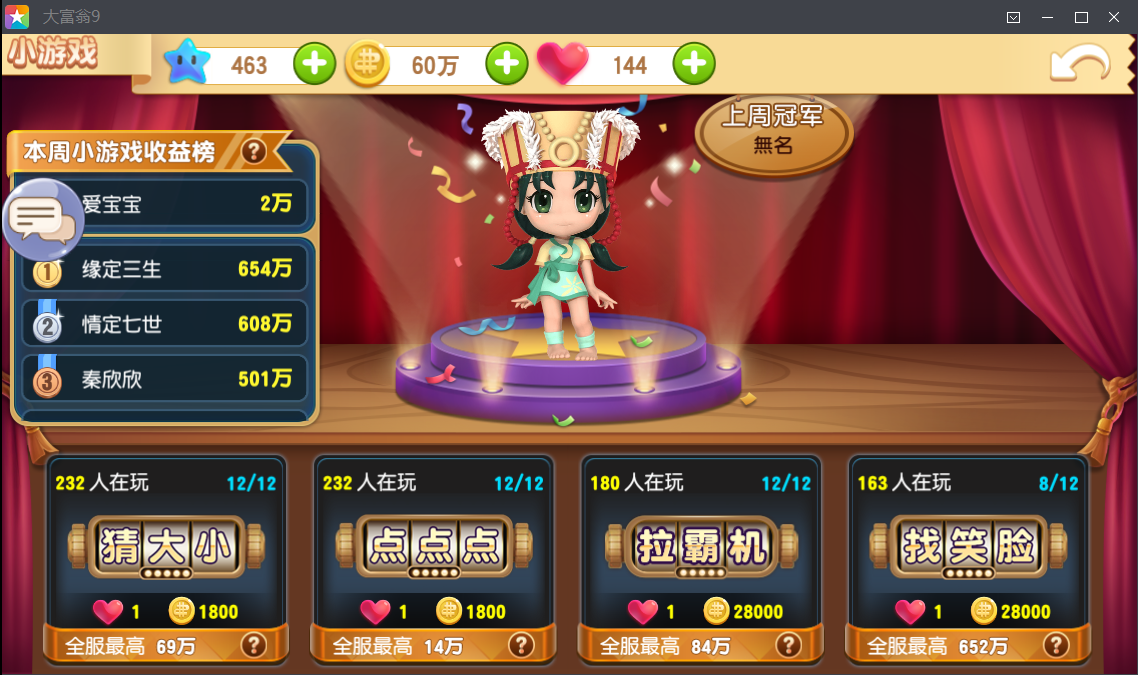 大富翁9
小游戏
463
60万
144
上周冠军
無名
本周小游戏收益榜 ?
爱宝宝 2万
1 缘定三生 654万
2 情定七世 608万
3 秦欣欣 501万
232 人在玩 12/12
猜大小
1 1800
全服最高 69万 ?
232 人在玩 12/12
点点点
1 1800
全服最高 14万 ?
180 人在玩 12/12
拉霸机
1 28000
全服最高 84万 ?
163 人在玩 8/12
找笑脸
1 28000
全服最高 652万 ?